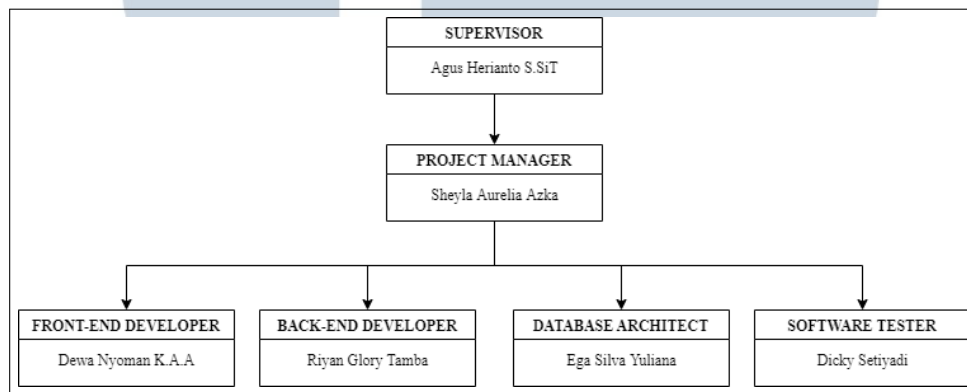 SUPERVISOR
Agus Herianto S.SiT
PROJECT MANAGER
Sheyla Aurelia Azka
FRONT-END DEVELOPER
Dewa Nyoman K.A.A
BACK-END DEVELOPER
Riyan Glory Tamba
DATABASE ARCHITECT
Ega Silva Yuliana
SOFTWARE TESTER
Dicky Setiyadi